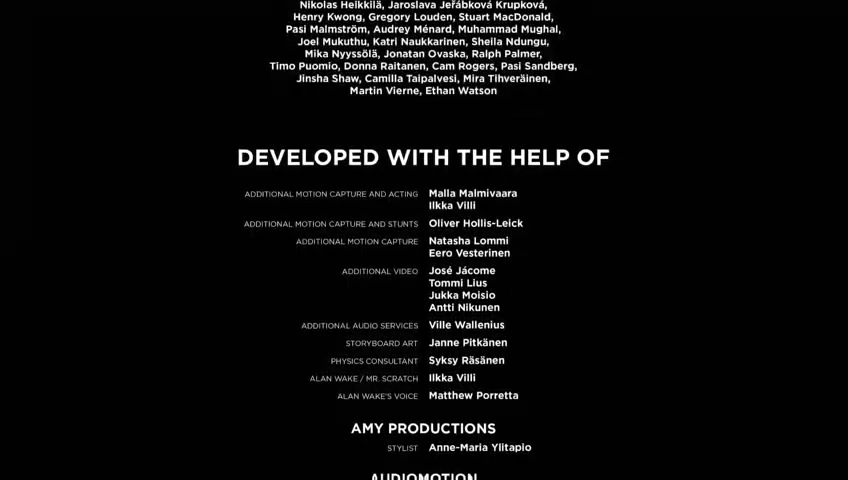 Nikolas Heikkilä, Jaroslava Jeřábková Krupková,
Henry Kwong, Gregory Louden, Stuart MacDonald,
Pasi Malmström, Audrey Ménard, Muhammad Mughal,
Joel Mukuthu, Katri Naukkarinen, Sheila Ndungu,
Mika Nyyssölä, Jonatan Ovaska, Ralph Palmer,
Timo Puomio, Donna Raitanen, Cam Rogers, Pasi Sandberg,
Jinsha Shaw, Camilla Taipalvesi, Mira Tihveräinen,
Martin Vierne, Ethan Watson
DEVELOPED WITH THE HELP OF
ADDITIONAL MOTION CAPTURE AND ACTING Malla Malmivaara
Ilkka Villi
ADDITIONAL MOTION CAPTURE AND STUNTS Oliver Hollis-Leick
ADDITIONAL MOTION CAPTURE Natasha Lommi
Eero Vesterinen
ADDITIONAL VIDEO José Jácome
Tommi Lius
Jukka Moisio
Antti Nikunen
ADDITIONAL AUDIO SERVICES Ville Wallenius
STORYBOARD ART Janne Pitkänen
PHYSICS CONSULTANT Syksy Räsänen
ALAN WAKE / MR. SCRATCH Ilkka Villi
ALAN WAKE'S VOICE Matthew Porretta
AMY PRODUCTIONS
STYLIST Anne-Maria Ylitapio
AUDIOMOTION